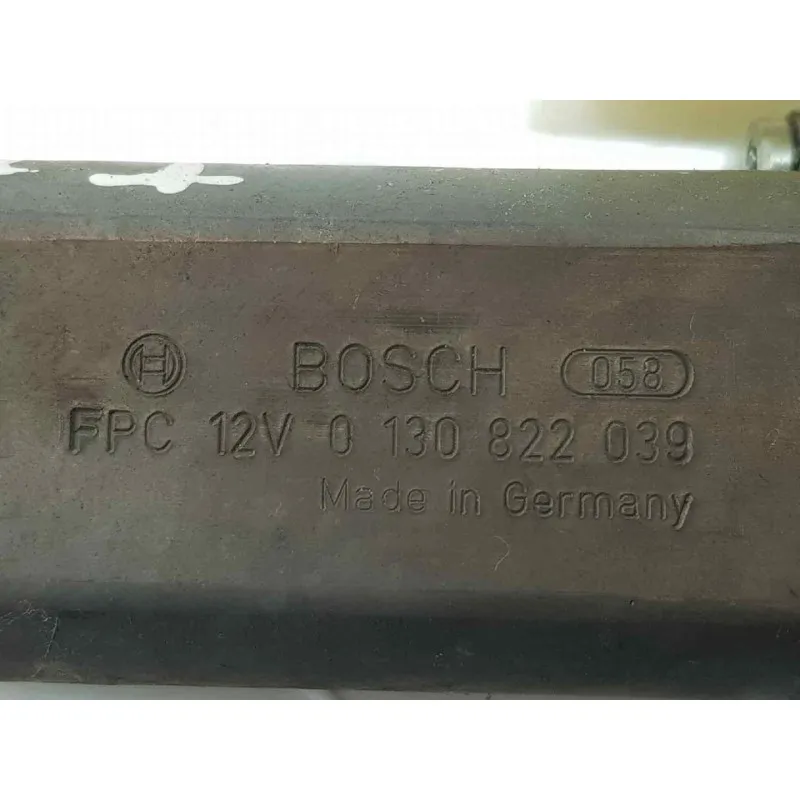 BOSCH 058
FPC 12V 0 130 822 039
Made in Germany